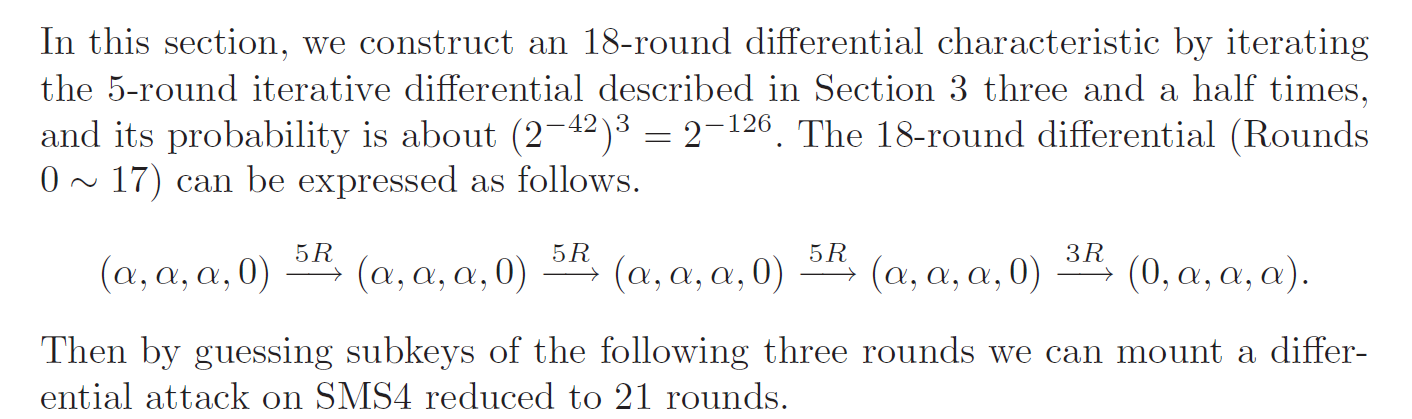 In this section, we construct an 18-round differential characteristic by iterating
the 5-round iterative differential described in Section 3 three and a half times,
and its probability is about (2⁻⁴²)³ = 2⁻¹²⁶. The 18-round differential (Rounds
0 ∼ 17) can be expressed as follows.
(α, α, α, 0) 5R→ (α, α, α, 0) 5R→ (α, α, α, 0) 5R→ (α, α, α, 0) 3R→ (0, α, α, α).
Then by guessing subkeys of the following three rounds we can mount a differ-
ential attack on SMS4 reduced to 21 rounds.